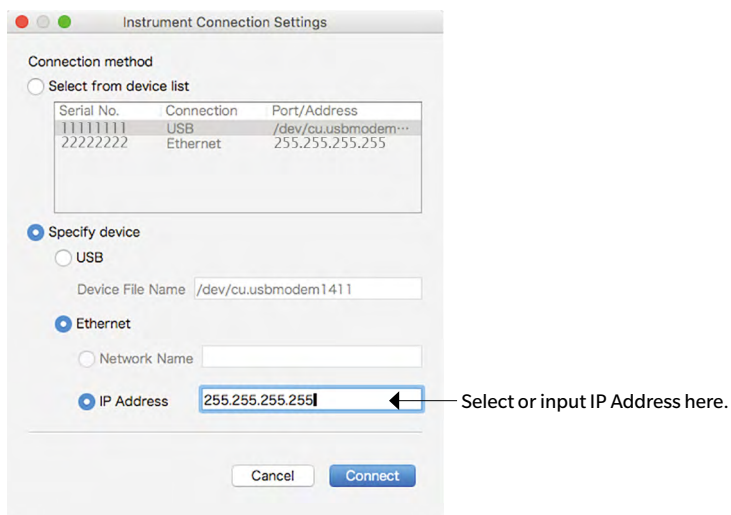 Instrument Connection Settings
Connection method
Select from device list
Serial No. Connection Port/Address
11111111 USB /dev/cu.usbmodem···
22222222 Ethernet 255.255.255.255
Specify device
USB
Device File Name /dev/cu.usbmodem1411
Ethernet
Network Name
IP Address 255.255.255.255
Select or input IP Address here.
Cancel Connect